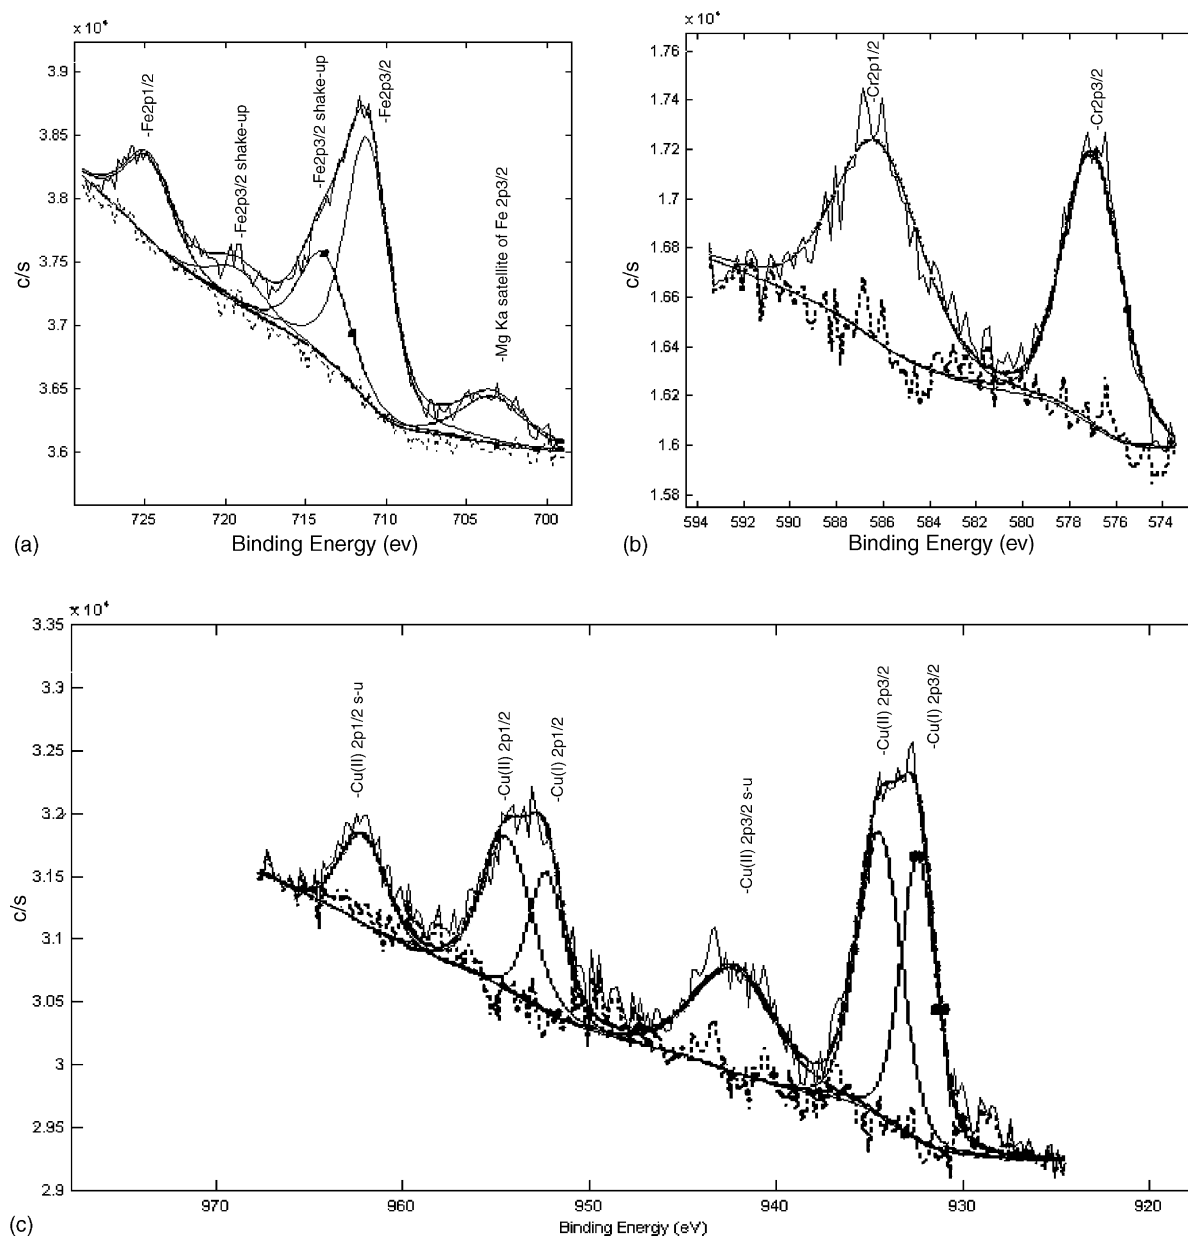 x 10⁴
3.9
3.85
3.8
3.75
3.7
3.65
3.6
c/s
-Fe2p1/2
-Fe2p3/2 shake-up
-Fe2p3/2 shake-up
-Fe2p3/2
-Mg Ka satellite of Fe 2p3/2
725 720 715 710 705 700
(a) Binding Energy (ev)
x 10⁴
1.76
1.74
1.72
1.7
1.68
1.66
1.64
1.62
1.6
1.58
c/s
-Cr2p1/2
-Cr2p3/2
594 592 590 588 586 584 582 580 578 576 574
(b) Binding Energy (ev)
x 10⁴
3.35
3.3
3.25
3.2
3.15
3.1
3.05
3
2.95
2.9
c/s
-Cu(II) 2p1/2 s-u
-Cu(II) 2p1/2
-Cu(I) 2p1/2
-Cu(II) 2p3/2 s-u
-Cu(II) 2p3/2
-Cu(I) 2p3/2
970 960 950 940 930 920
(c) Binding Energy (eV)